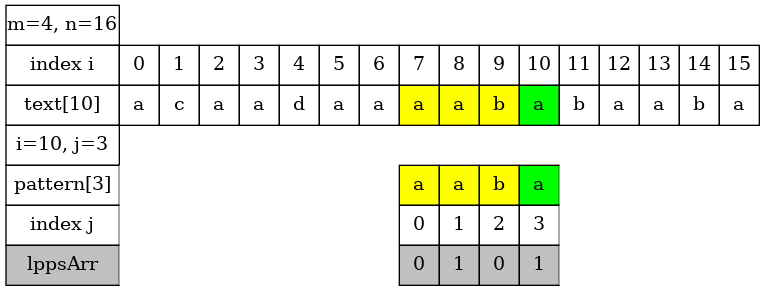 m=4, n=16
index i 0 1 2 3 4 5 6 7 8 9 10 11 12 13 14 15
text[10] a c a a d a a a a b a b a a b a
i=10, j=3
pattern[3] a a b a
index j 0 1 2 3
lppsArr 0 1 0 1